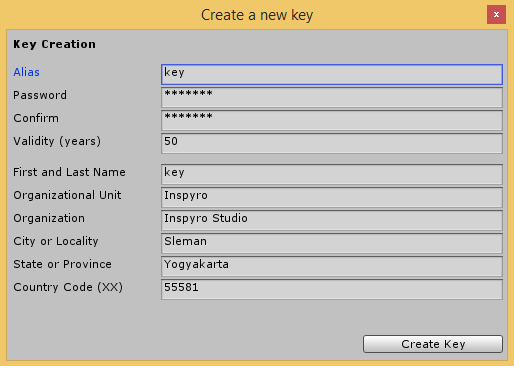 Create a new key
x
Key Creation
Alias key
Password *******
Confirm *******
Validity (years) 50
First and Last Name key
Organizational Unit Inspyro
Organization Inspyro Studio
City or Locality Sleman
State or Province Yogyakarta
Country Code (XX) 55581
Create Key